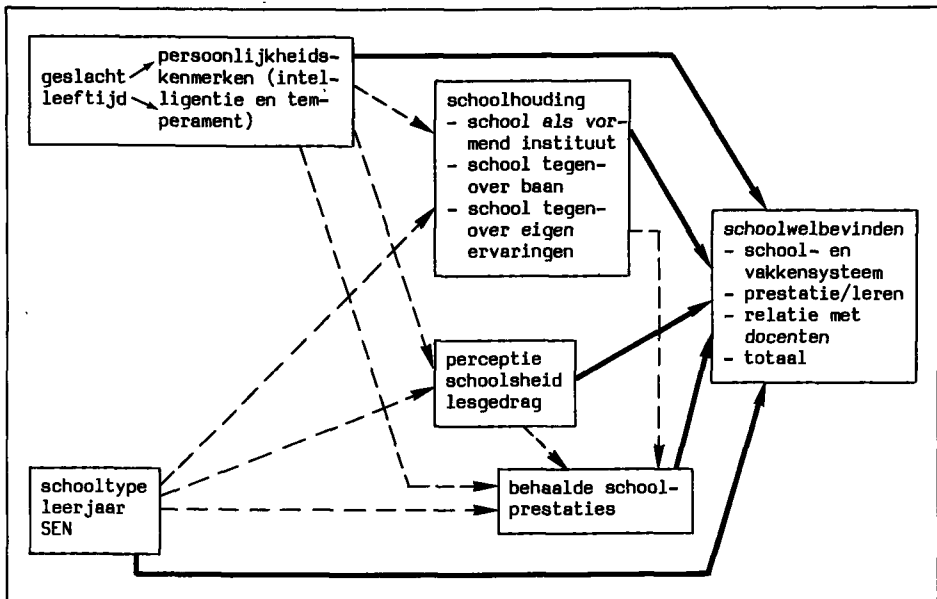 geslacht
leeftijd
persoonlijkheids-
kenmerken (intel-
ligentie en tem-
perament)
schoolhouding
- school als vor-
mend instituut
- school tegen-
over baan
- school tegen-
over eigen
ervaringen
schoolwelbevinden
- school- en
vakkensysteem
- prestatie/leren
- relatie met
docenten
- totaal
perceptie
schoolsheid
lesgedrag
schooltype
leerjaar
SEN
behaalde school-
prestaties